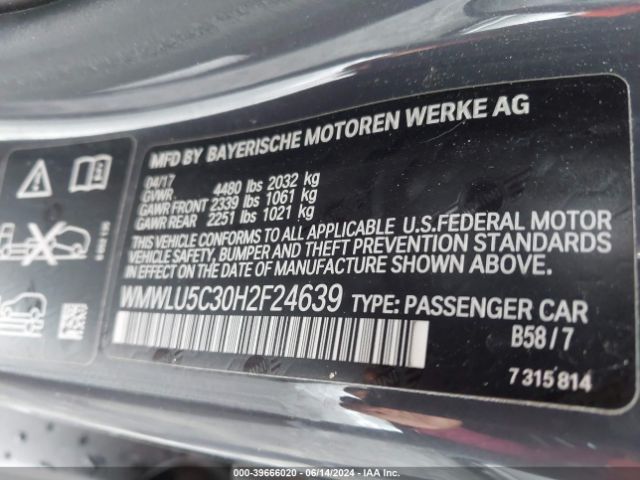 MFD BY BAYERISCHE MOTOREN WERKE AG
04/17
GVWR 4480 lbs 2032 kg
GAWR FRONT 2339 lbs 1061 kg
GAWR REAR 2251 lbs 1021 kg
THIS VEHICLE CONFORMS TO ALL APPLICABLE U.S.FEDERAL MOTOR
VEHICLE SAFETY, BUMPER AND THEFT PREVENTION STANDARDS
IN EFFECT ON THE DATE OF MANUFACTURE SHOWN ABOVE.
WMWLU5C30H2F24639 TYPE: PASSENGER CAR
B58 / 7
7 315 814
000-39666020 - 06/14/2024 - IAA Inc.